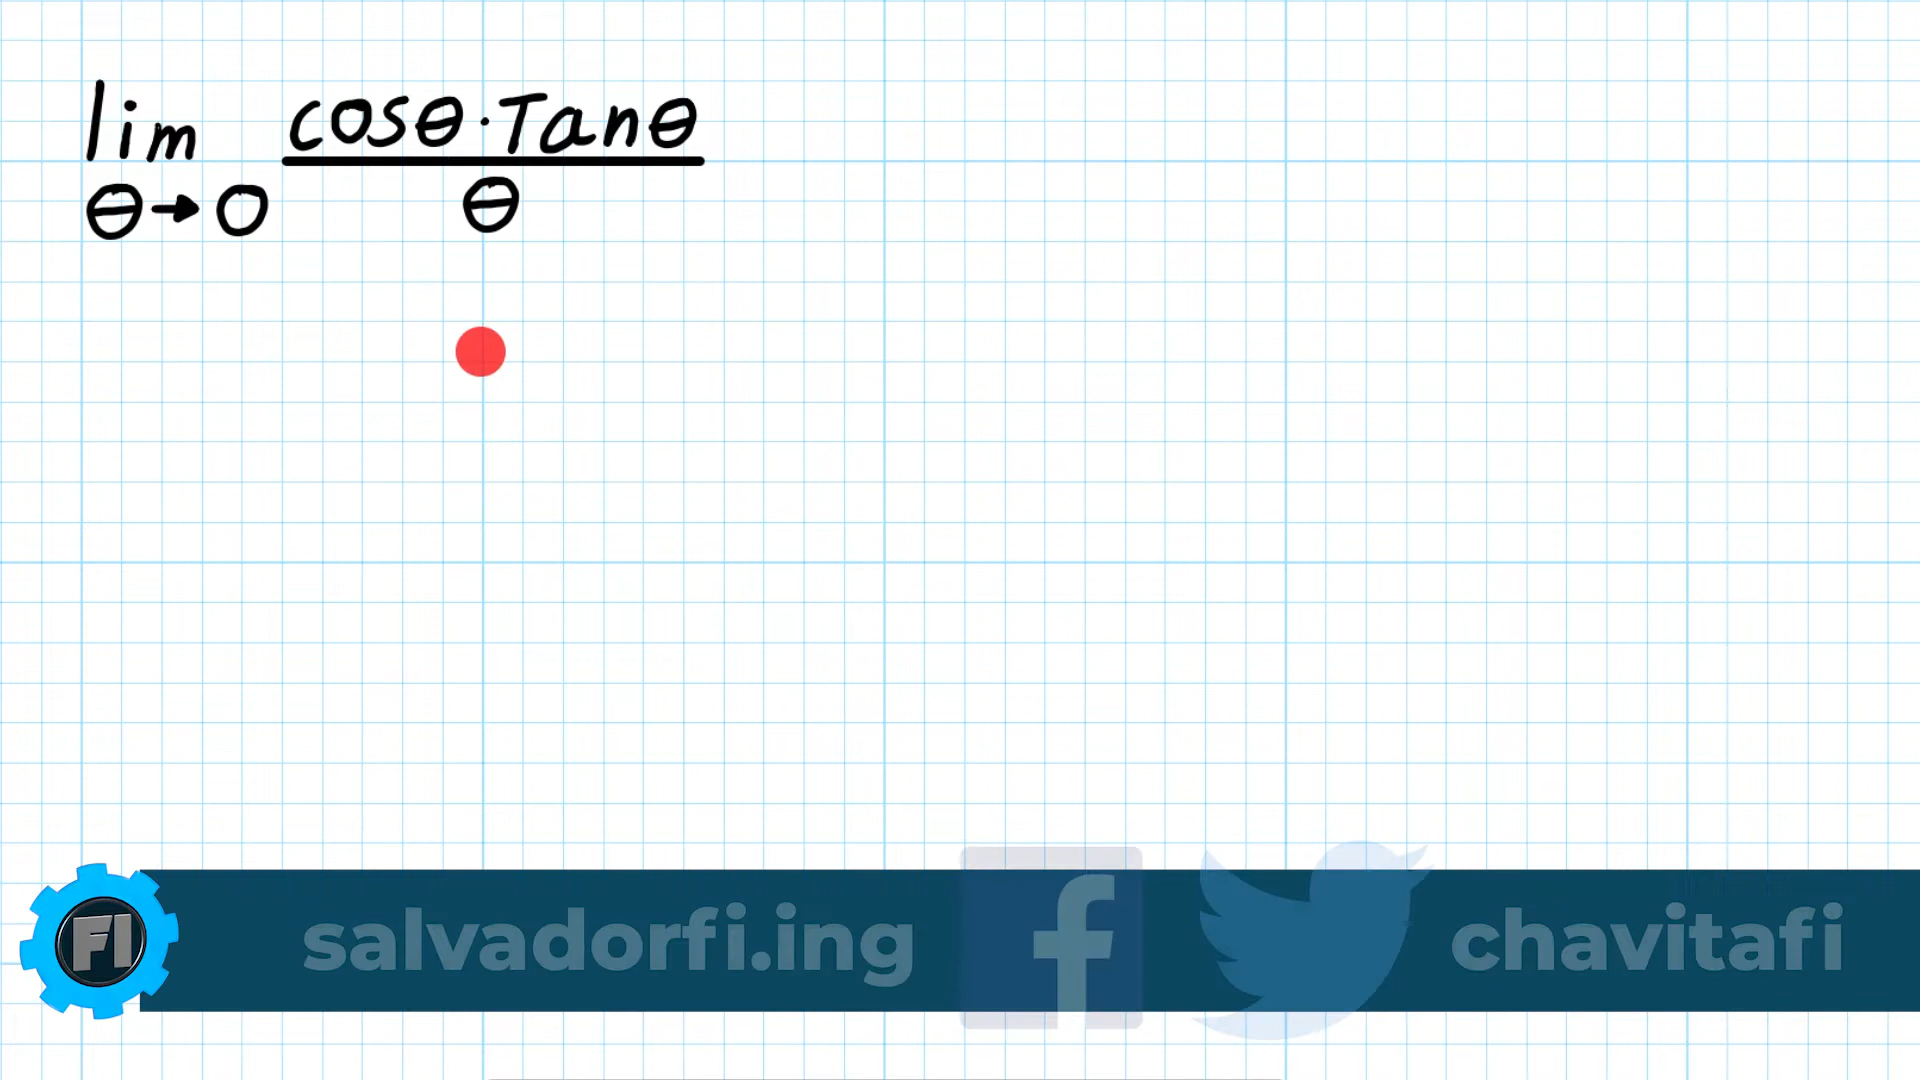 lim cosθ·Tanθ
θ→0 θ
FI salvadorfi.ing f chavitafi